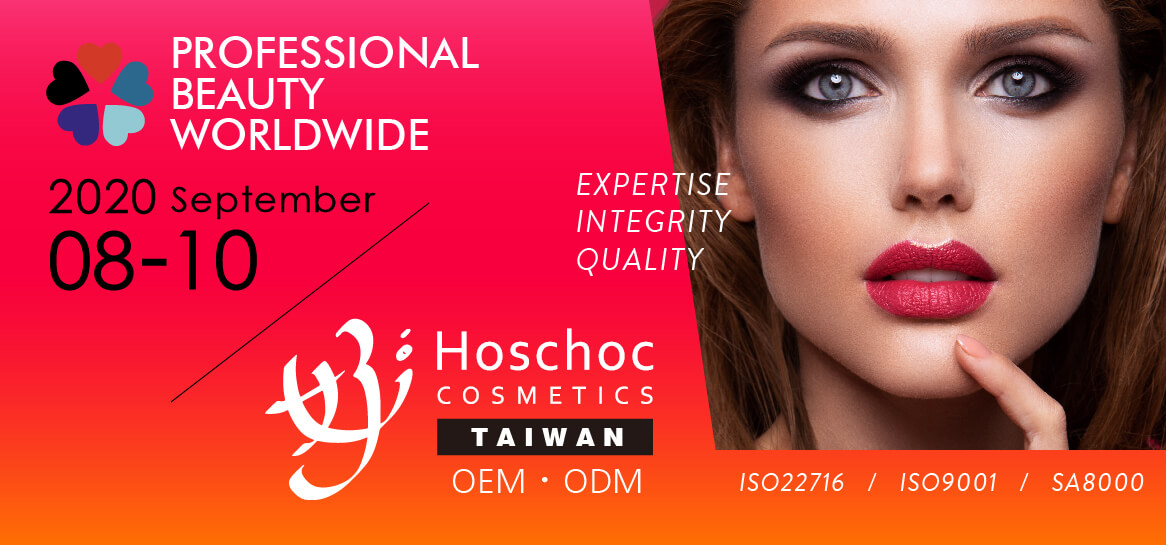 PROFESSIONAL
BEAUTY
WORLDWIDE
2020 September
08-10
EXPERTISE
INTEGRITY
QUALITY
Hoschoc
COSMETICS
TAIWAN
OEM · ODM
ISO22716 / ISO9001 / SA8000